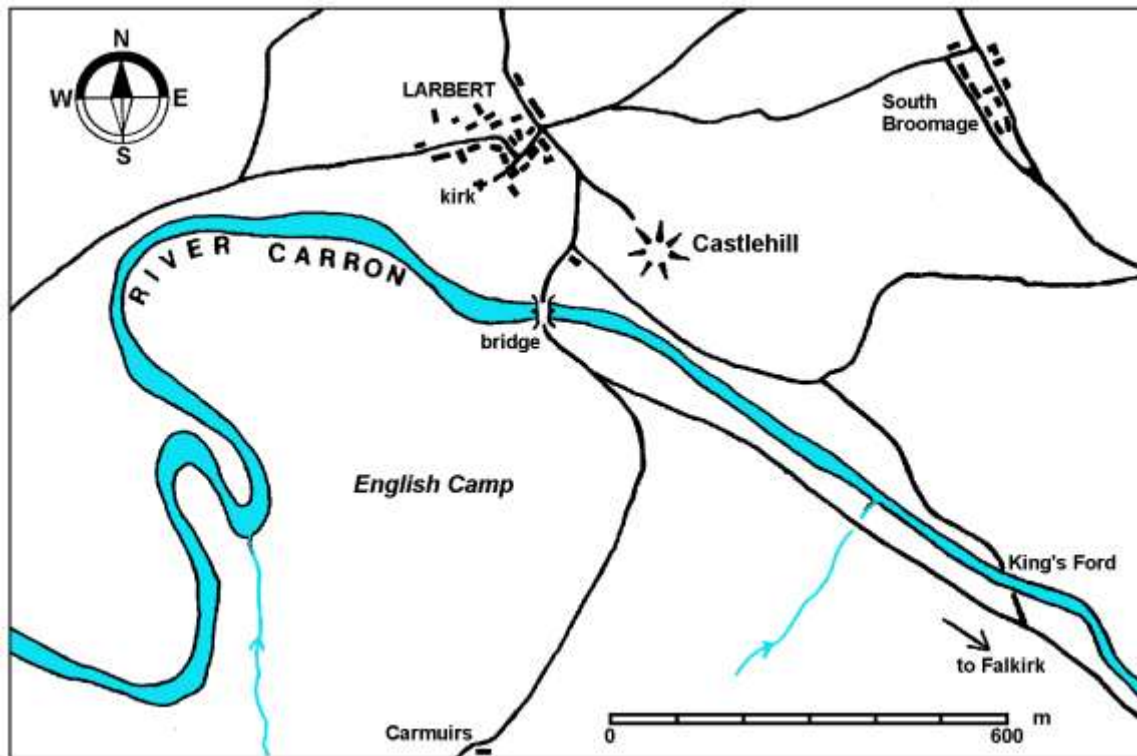 N
W E
S
LARBERT
South
Broomage
kirk
Castlehill
RIVER CARRON
bridge
English Camp
King's Ford
to Falkirk
Carmuirs
m
0 600